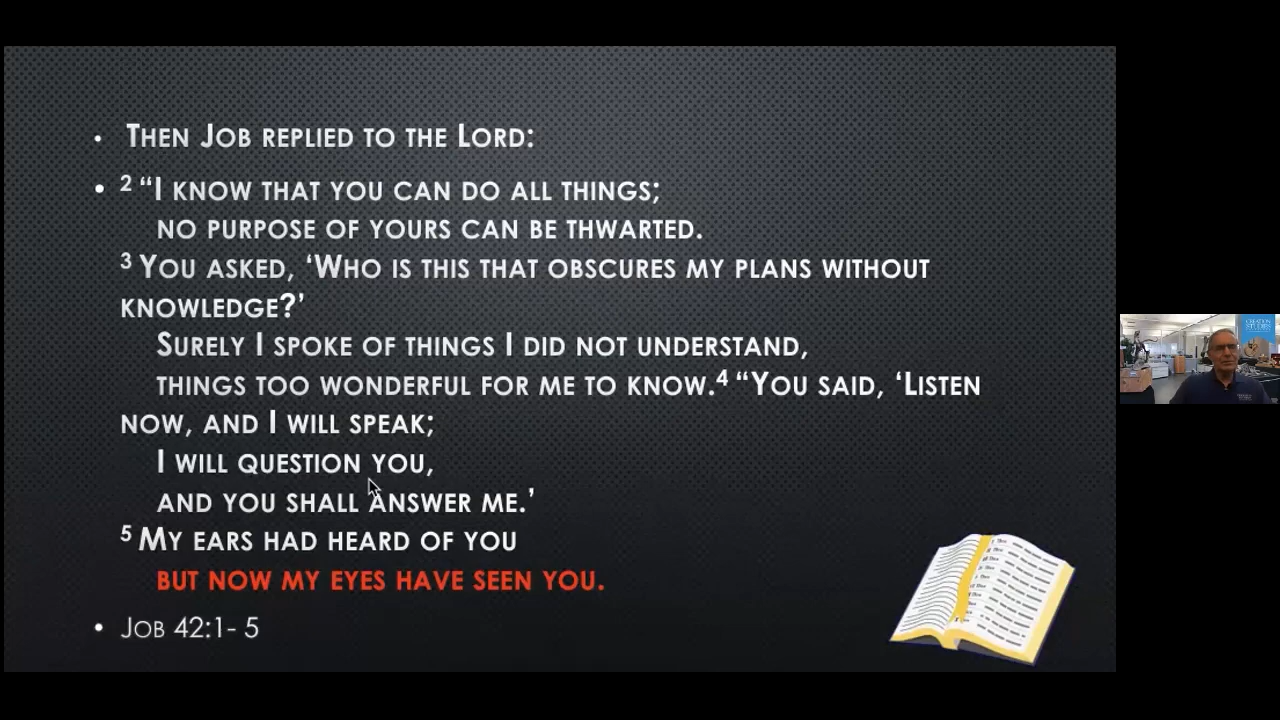 • Then Job replied to the Lord:
• 2 “I know that you can do all things;
no purpose of yours can be thwarted.
3 You asked, ‘Who is this that obscures my plans without
knowledge?’
Surely I spoke of things I did not understand,
things too wonderful for me to know.4 “You said, ‘Listen
now, and I will speak;
I will question you,
and you shall answer me.’
5 My ears had heard of you
but now my eyes have seen you.
• Job 42:1- 5
CREATION
STUDIES